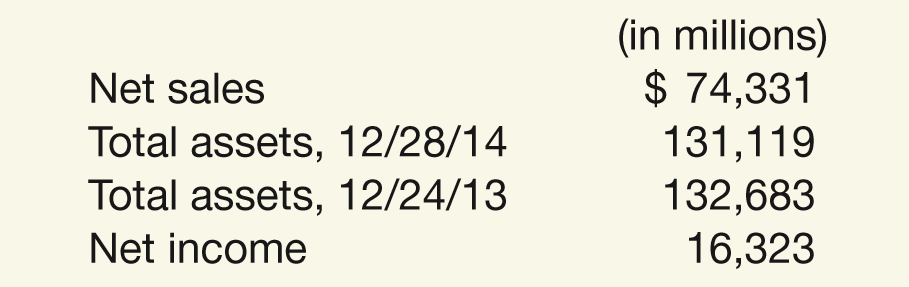 (in millions)
Net sales $ 74,331
Total assets, 12/28/14 131,119
Total assets, 12/24/13 132,683
Net income 16,323